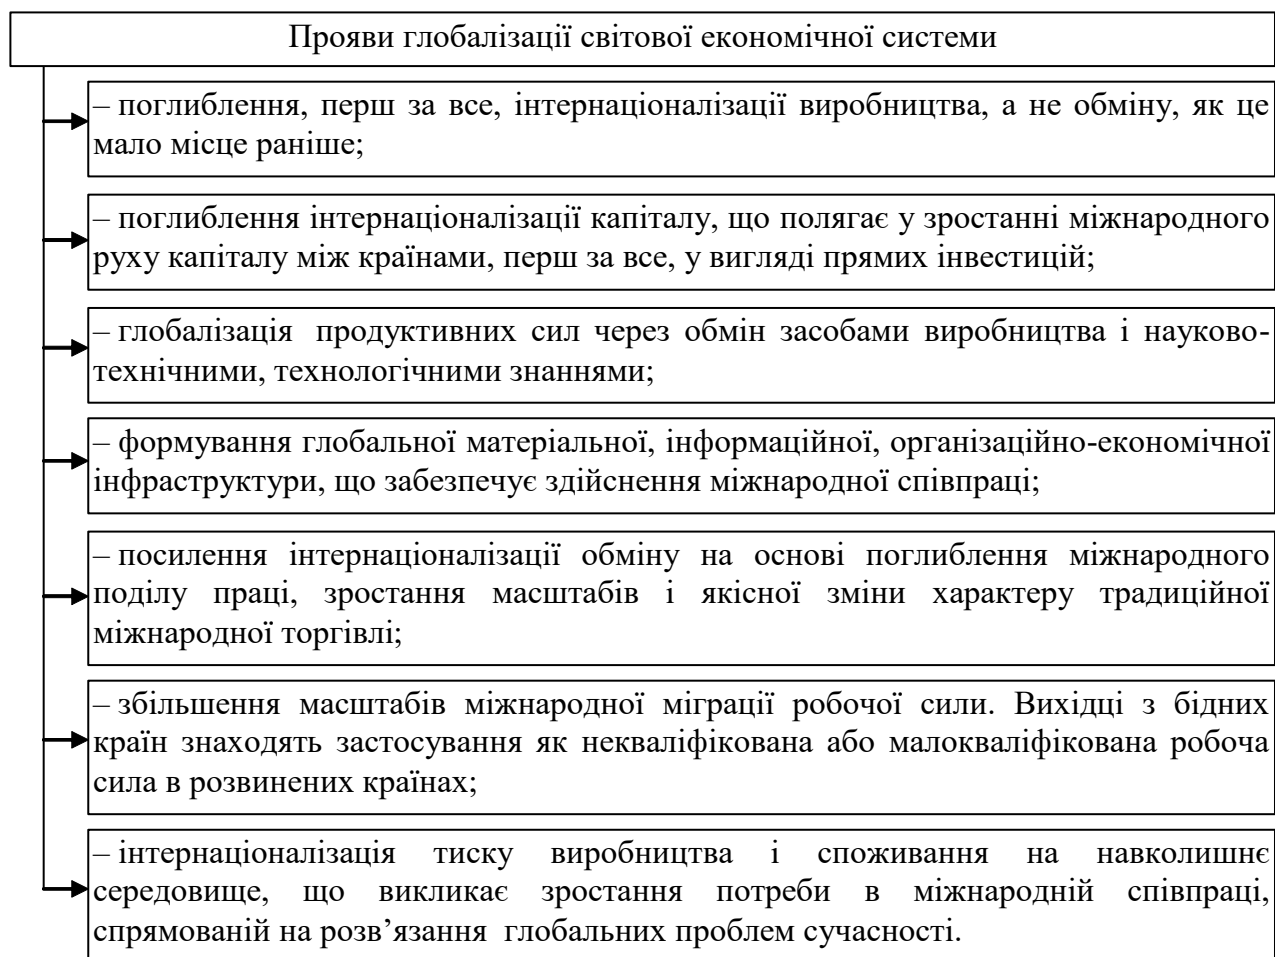 Прояви глобалізації світової економічної системи
– поглиблення, перш за все, інтернаціоналізації виробництва, а не обміну, як це
мало місце раніше;
– поглиблення інтернаціоналізації капіталу, що полягає у зростанні міжнародного
руху капіталу між країнами, перш за все, у вигляді прямих інвестицій;
– глобалізація продуктивних сил через обмін засобами виробництва і науково-
технічними, технологічними знаннями;
– формування глобальної матеріальної, інформаційної, організаційно-економічної
інфраструктури, що забезпечує здійснення міжнародної співпраці;
– посилення інтернаціоналізації обміну на основі поглиблення міжнародного
поділу праці, зростання масштабів і якісної зміни характеру традиційної
міжнародної торгівлі;
– збільшення масштабів міжнародної міграції робочої сили. Вихідці з бідних
країн знаходять застосування як некваліфікована або малокваліфікована робоча
сила в розвинених країнах;
– інтернаціоналізація тиску виробництва і споживання на навколишнє
середовище, що викликає зростання потреби в міжнародній співпраці,
спрямованій на розв’язання глобальних проблем сучасності.